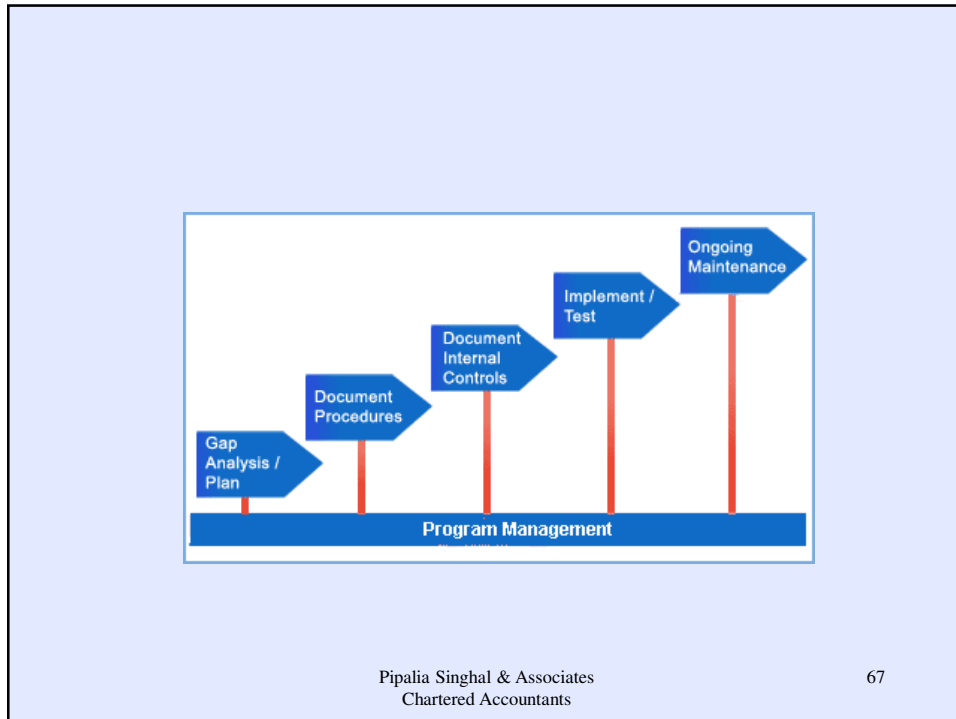 Ongoing
Maintenance
Implement /
Test
Document
Internal
Controls
Document
Procedures
Gap
Analysis /
Plan
Program Management
Pipalia Singhal & Associates
Chartered Accountants
67